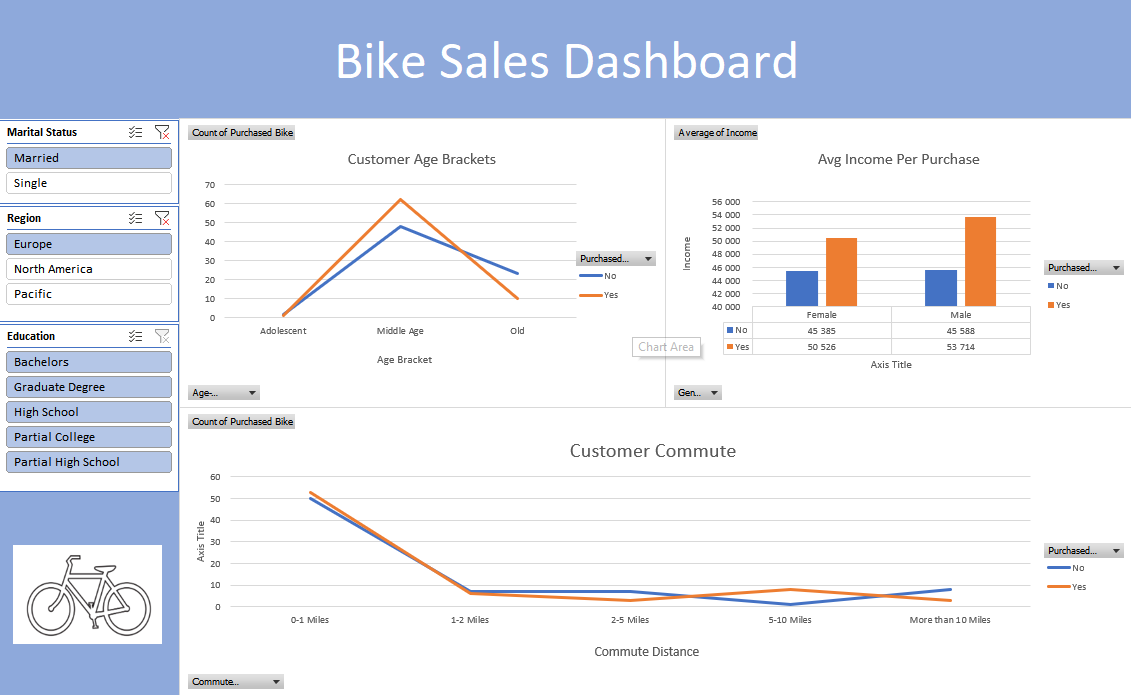 Bike Sales Dashboard
Marital Status
Married
Single
Region
Europe
North America
Pacific
Education
Bachelors
Graduate Degree
High School
Partial College
Partial High School
Count of Purchased Bike
Customer Age Brackets
70
60
50
40
30
20
10
0
Adolescent Middle Age Old
Age Bracket
Purchased...
No
Yes
Age-...
Chart Area
Average of Income
Avg Income Per Purchase
Income
56 000
54 000
52 000
50 000
48 000
46 000
44 000
42 000
40 000
Female Male
No 45 385 45 588
Yes 50 526 53 714
Axis Title
Purchased...
No
Yes
Gen...
Count of Purchased Bike
Customer Commute
Axis Title
60
50
40
30
20
10
0
0-1 Miles 1-2 Miles 2-5 Miles 5-10 Miles More than 10 Miles
Commute Distance
Purchased...
No
Yes
Commute...